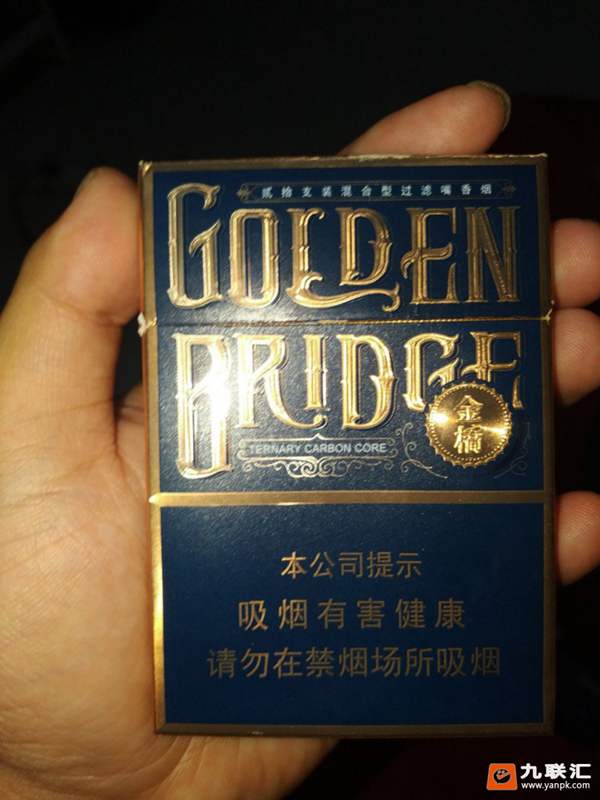 贰拾支装混合型过滤嘴香烟
GOLDEN
BRIDGE
金橋
TERNARY CARBON CORE
本公司提示
吸烟有害健康
请勿在禁烟场所吸烟
九联汇
www.yanpk.com